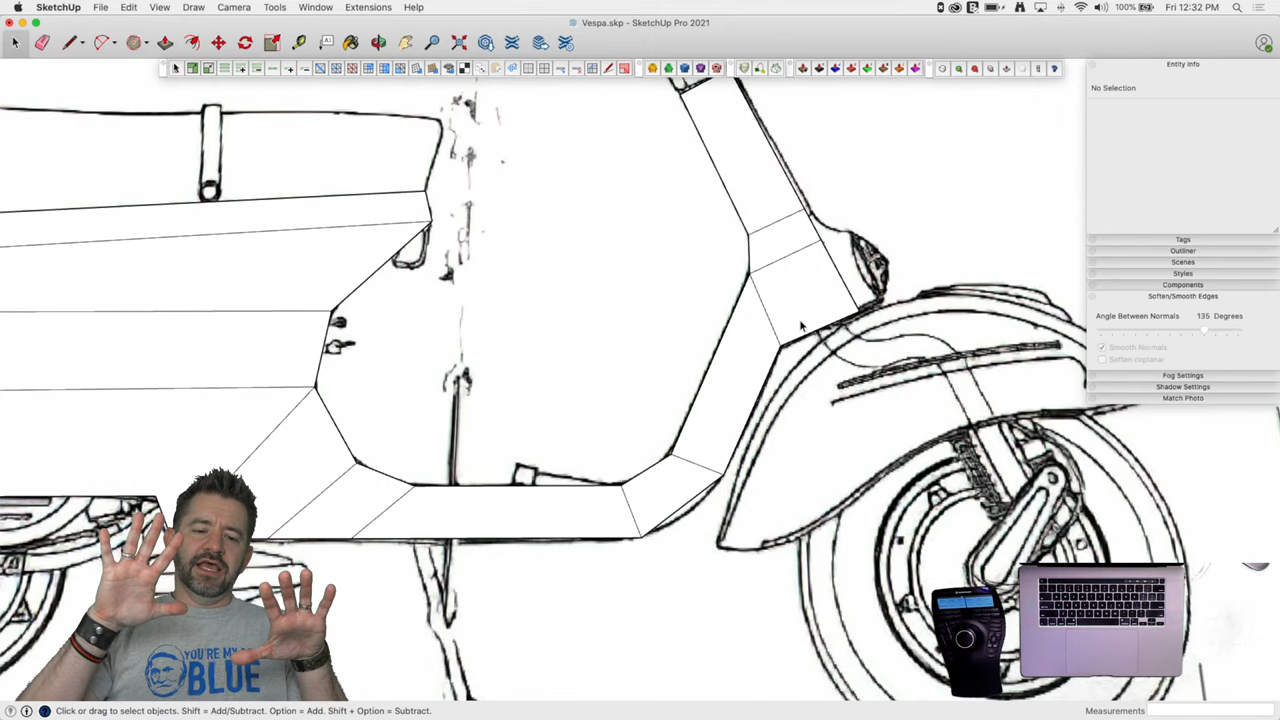 SketchUp File Edit View Draw Camera Tools Window Extensions Help
100% Fri 12:32 PM
Vespa.skp - SketchUp Pro 2021
Entity Info
No Selection
Tags
Outliner
Scenes
Styles
Components
Soften/Smooth Edges
Angle Between Normals 135 Degrees
Smooth Normals
Soften coplanar
Fog Settings
Shadow Settings
Match Photo
YOU'RE MY
BLUE
Click or drag to select objects. Shift = Add/Subtract. Option = Add. Shift + Option = Subtract.
Measurements